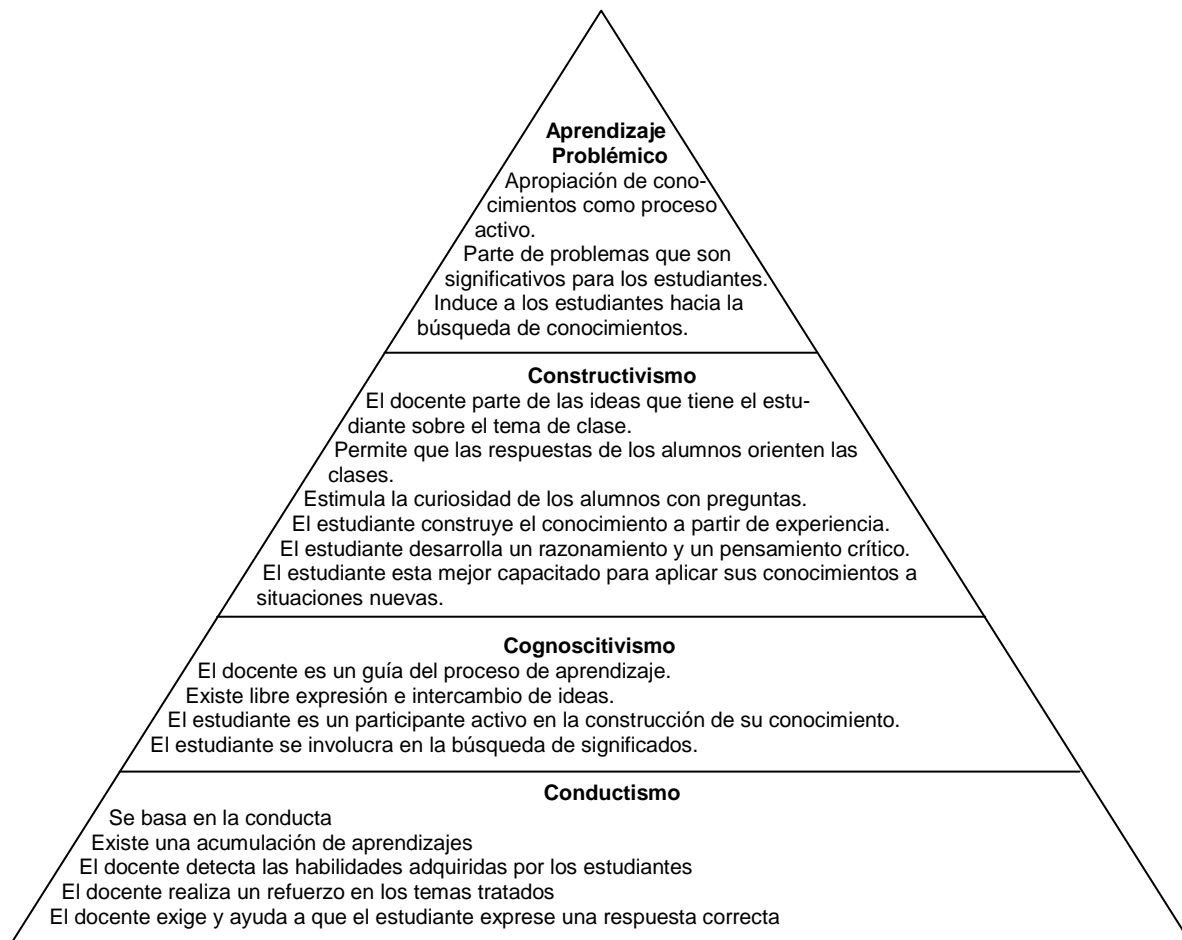 Aprendizaje
Problémico
Apropiación de cono-
cimientos como proceso
activo.
Parte de problemas que son
significativos para los estudiantes.
Induce a los estudiantes hacia la
búsqueda de conocimientos.
Constructivismo
El docente parte de las ideas que tiene el estu-
diante sobre el tema de clase.
Permite que las respuestas de los alumnos orienten las
clases.
Estimula la curiosidad de los alumnos con preguntas.
El estudiante construye el conocimiento a partir de experiencia.
El estudiante desarrolla un razonamiento y un pensamiento crítico.
El estudiante esta mejor capacitado para aplicar sus conocimientos a
situaciones nuevas.
Cognoscitivismo
El docente es un guía del proceso de aprendizaje.
Existe libre expresión e intercambio de ideas.
El estudiante es un participante activo en la construcción de su conocimiento.
El estudiante se involucra en la búsqueda de significados.
Conductismo
Se basa en la conducta
Existe una acumulación de aprendizajes
El docente detecta las habilidades adquiridas por los estudiantes
El docente realiza un refuerzo en los temas tratados
El docente exige y ayuda a que el estudiante exprese una respuesta correcta